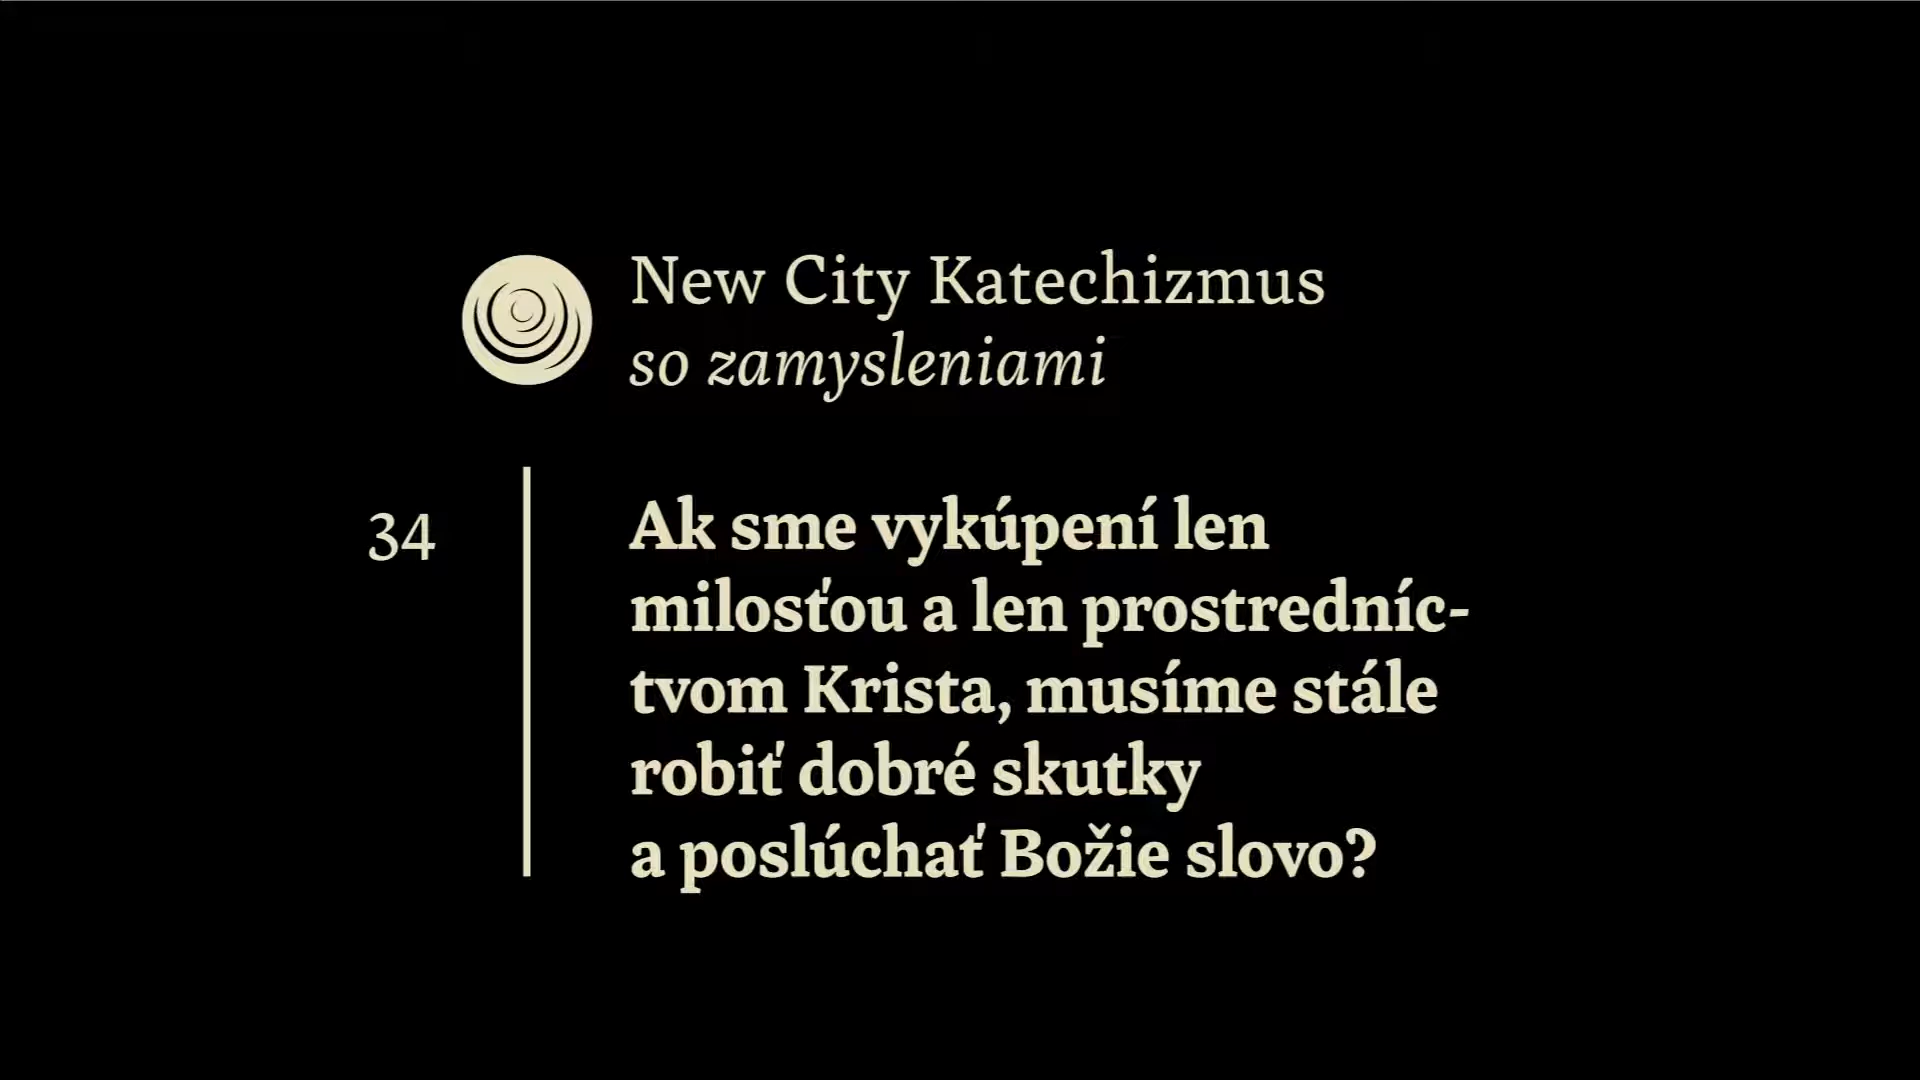 New City Katechizmus
so zamysleniami
34
Ak sme vykúpení len
milosťou a len prostredníc-
tvom Krista, musíme stále
robiť dobré skutky
a poslúchať Božie slovo?